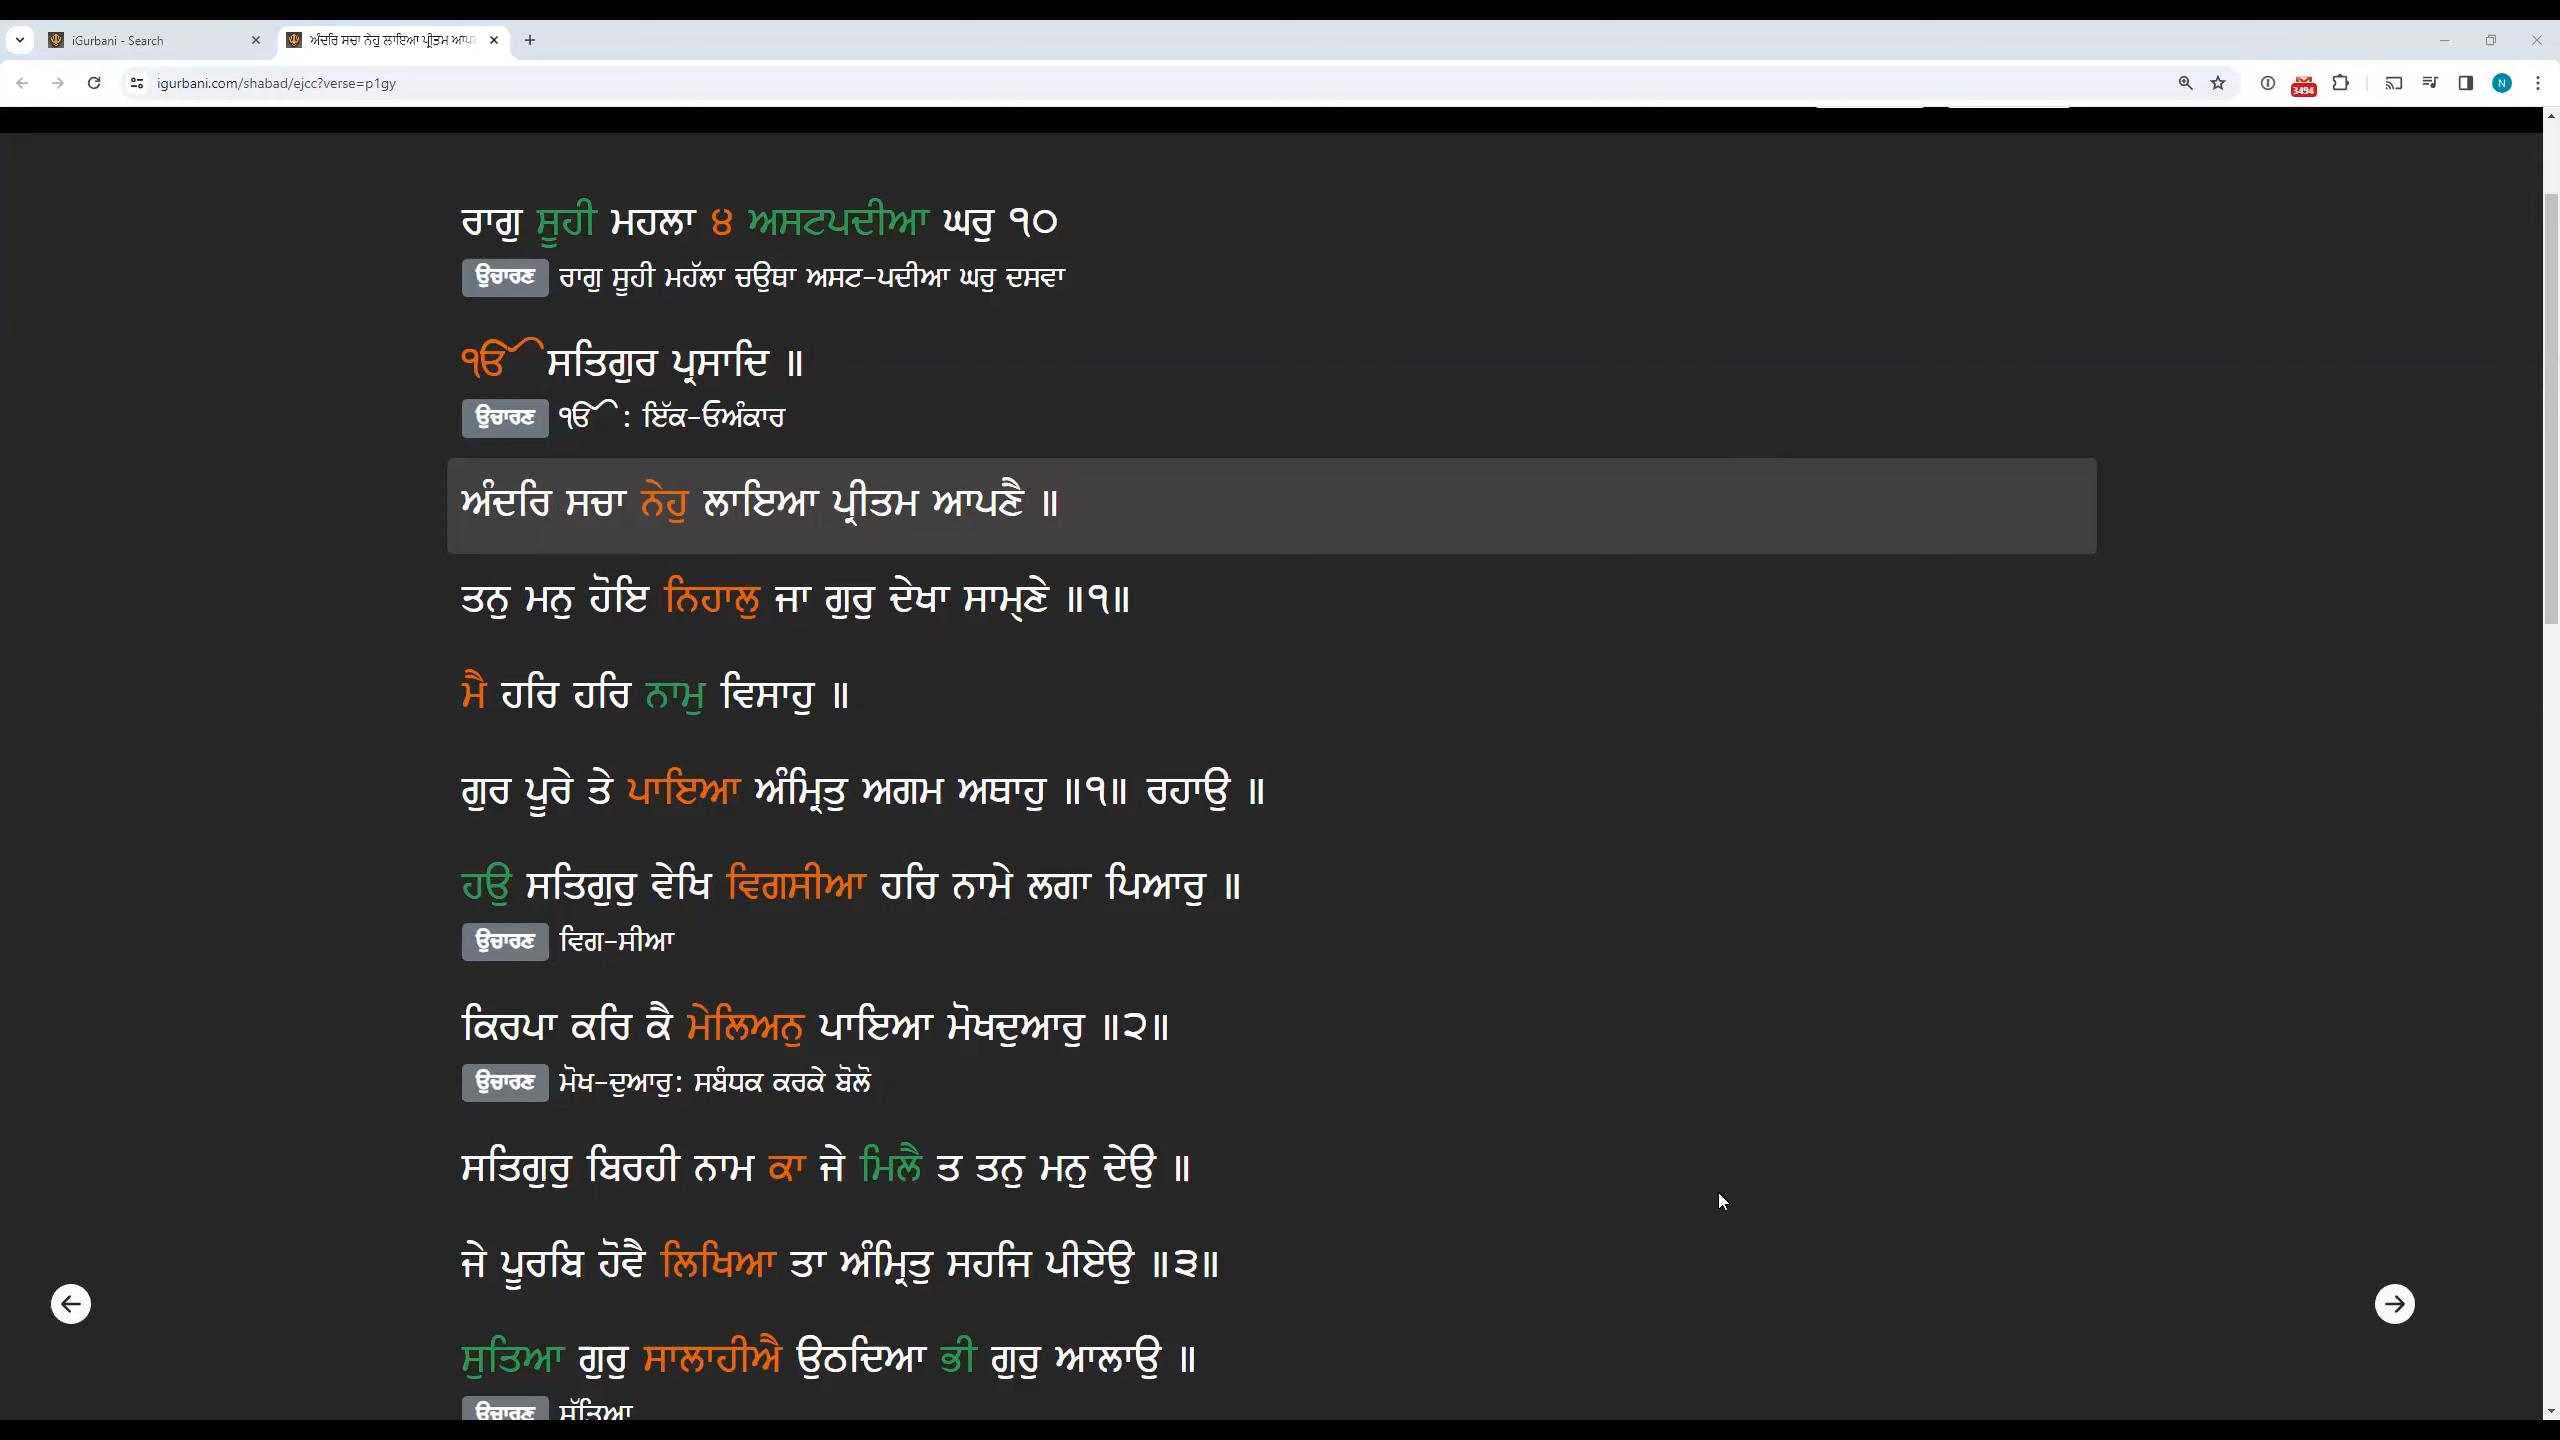 iGurbani - Search
ਅੰਦਰਿ ਸਚਾ ਨੇਹੁ ਲਾਇਆ ਪ੍ਰੀਤਮ ਆਪ
igurbani.com/shabad/ejcc?verse=p1gy
3494
N
ਰਾਗੁ ਸੂਹੀ ਮਹਲਾ ੪ ਅਸਟਪਦੀਆ ਘਰੁ ੧੦
ਉਚਾਰਣ ਰਾਗੁ ਸੂਹੀ ਮਹੱਲਾ ਚਉਥਾ ਅਸਟ-ਪਦੀਆ ਘਰੁ ਦਸਵਾ
ੴ ਸਤਿਗੁਰ ਪ੍ਰਸਾਦਿ ॥
ਉਚਾਰਣ ੴ : ਇੱਕ-ਓਅੰਕਾਰ
ਅੰਦਰਿ ਸਚਾ ਨੇਹੁ ਲਾਇਆ ਪ੍ਰੀਤਮ ਆਪਣੈ ॥
ਤਨੁ ਮਨੁ ਹੋਇ ਨਿਹਾਲੁ ਜਾ ਗੁਰੁ ਦੇਖਾ ਸਾਮ੍ਹਣੇ ॥੧॥
ਮੈ ਹਰਿ ਹਰਿ ਨਾਮੁ ਵਿਸਾਹੁ ॥
ਗੁਰ ਪੂਰੇ ਤੇ ਪਾਇਆ ਅੰਮ੍ਰਿਤੁ ਅਗਮ ਅਥਾਹੁ ॥੧॥ ਰਹਾਉ ॥
ਹਉ ਸਤਿਗੁਰੁ ਵੇਖਿ ਵਿਗਸੀਆ ਹਰਿ ਨਾਮੇ ਲਗਾ ਪਿਆਰੁ ॥
ਉਚਾਰਣ ਵਿਗ-ਸੀਆ
ਕਿਰਪਾ ਕਰਿ ਕੈ ਮੇਲਿਅਨੁ ਪਾਇਆ ਮੋਖਦੁਆਰੁ ॥੨॥
ਉਚਾਰਣ ਮੋਖ-ਦੁਆਰੁ: ਸਬੰਧਕ ਕਰਕੇ ਬੋਲੋ
ਸਤਿਗੁਰੁ ਬਿਰਹੀ ਨਾਮ ਕਾ ਜੇ ਮਿਲੈ ਤ ਤਨੁ ਮਨੁ ਦੇਉ ॥
ਜੇ ਪੂਰਬਿ ਹੋਵੈ ਲਿਖਿਆ ਤਾ ਅੰਮ੍ਰਿਤੁ ਸਹਜਿ ਪੀਏਉ ॥੩॥
ਸੁਤਿਆ ਗੁਰੁ ਸਾਲਾਹੀਐ ਉਠਦਿਆ ਭੀ ਗੁਰੁ ਆਲਾਉ ॥
ਉਚਾਰਣ ਸੁੱਤਿਆ